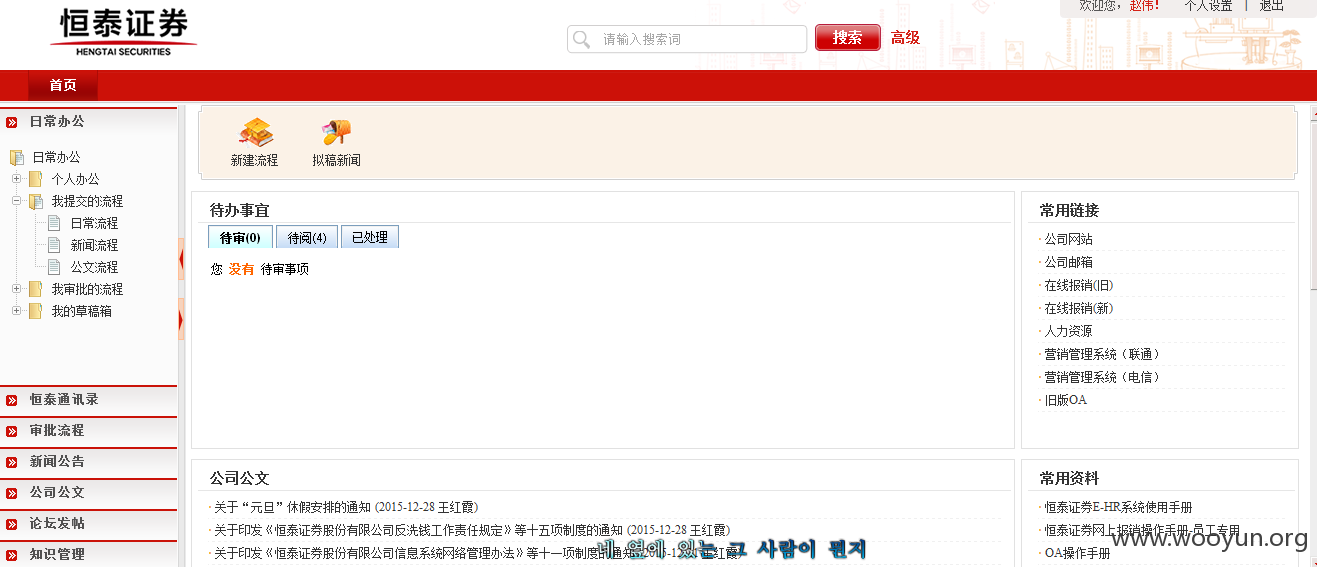 恒泰证券
HENGTAI SECURITIES
请输入搜索词
搜索
高级
欢迎您，赵伟! 个人设置 | 退出
首页
日常办公
日常办公
个人办公
我提交的流程
日常流程
新闻流程
公文流程
我审批的流程
我的草稿箱
恒泰通讯录
审批流程
新闻公告
公司公文
论坛发帖
知识管理
新建流程
拟稿新闻
待办事宜
待审(0)
待阅(4)
已处理
您 没有 待审事项
常用链接
公司网站
公司邮箱
在线报销(旧)
在线报销(新)
人力资源
营销管理系统（联通）
营销管理系统（电信）
旧版OA
公司公文
关于“元旦”休假安排的通知 (2015-12-28 王红霞)
关于印发《恒泰证券股份有限公司反洗钱工作责任规定》等十五项制度的通知 (2015-12-28 王红霞)
关于印发《恒泰证券股份有限公司信息系统网络管理办法》等十一项制度的通知 王红霞)
네 옆에 있는 그 사람이 뭔지
常用资料
恒泰证券E-HR系统使用手册
恒泰证券网上报销操作手册-员工专用
OA操作手册
www.wooyun.org